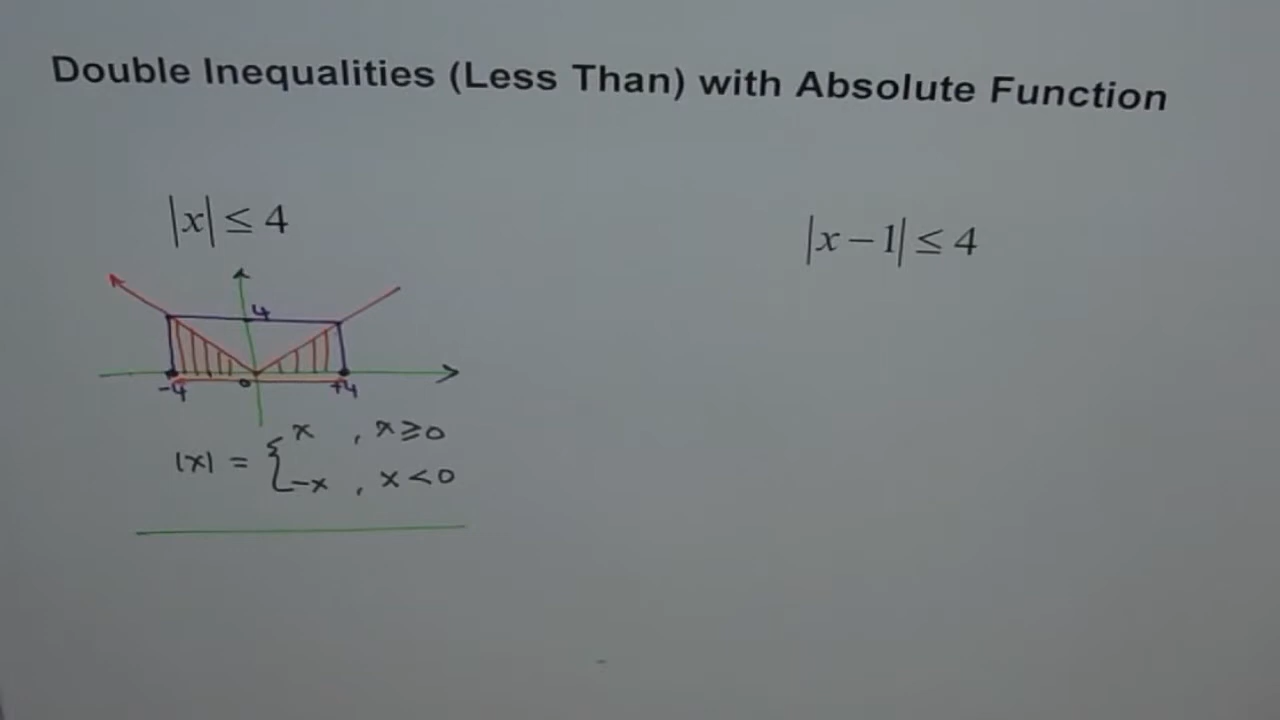 Double Inequalities (Less Than) with Absolute Function
|x| ≤ 4
|x − 1| ≤ 4
4
-4 0 +4
|x| = { x , x ≥ 0
-x , x < 0